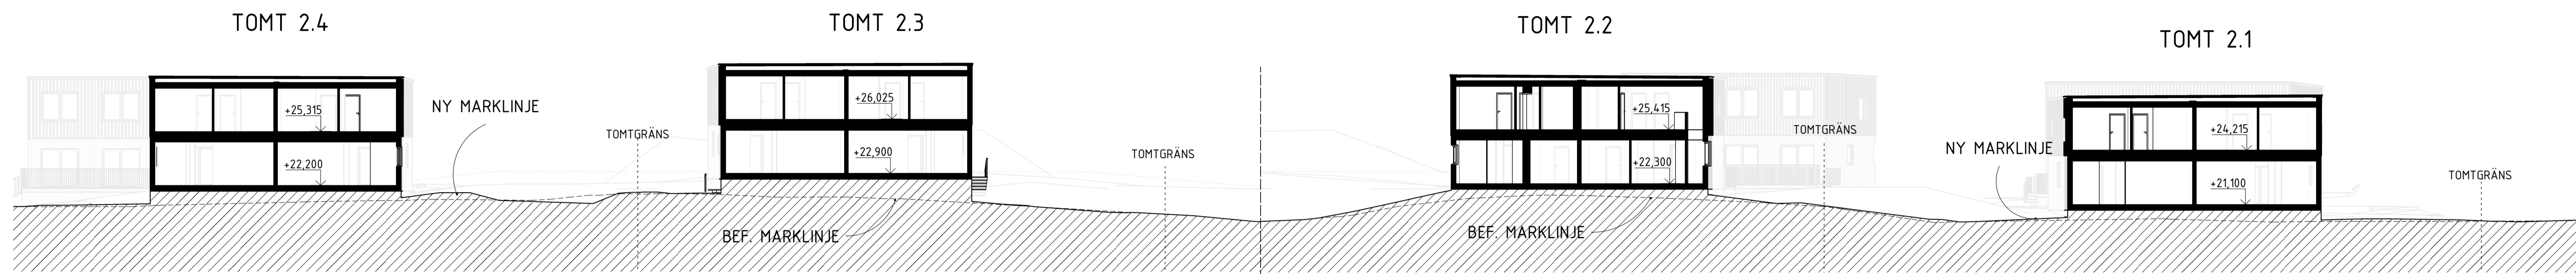 TOMT 2.4
TOMT 2.3
TOMT 2.2
TOMT 2.1
+25,315
+22,200
NY MARKLINJE
TOMTGRÄNS
+26,025
+22,900
BEF. MARKLINJE
TOMTGRÄNS
+25,415
+22,300
BEF. MARKLINJE
TOMTGRÄNS
NY MARKLINJE
+24,215
+21,100
TOMTGRÄNS